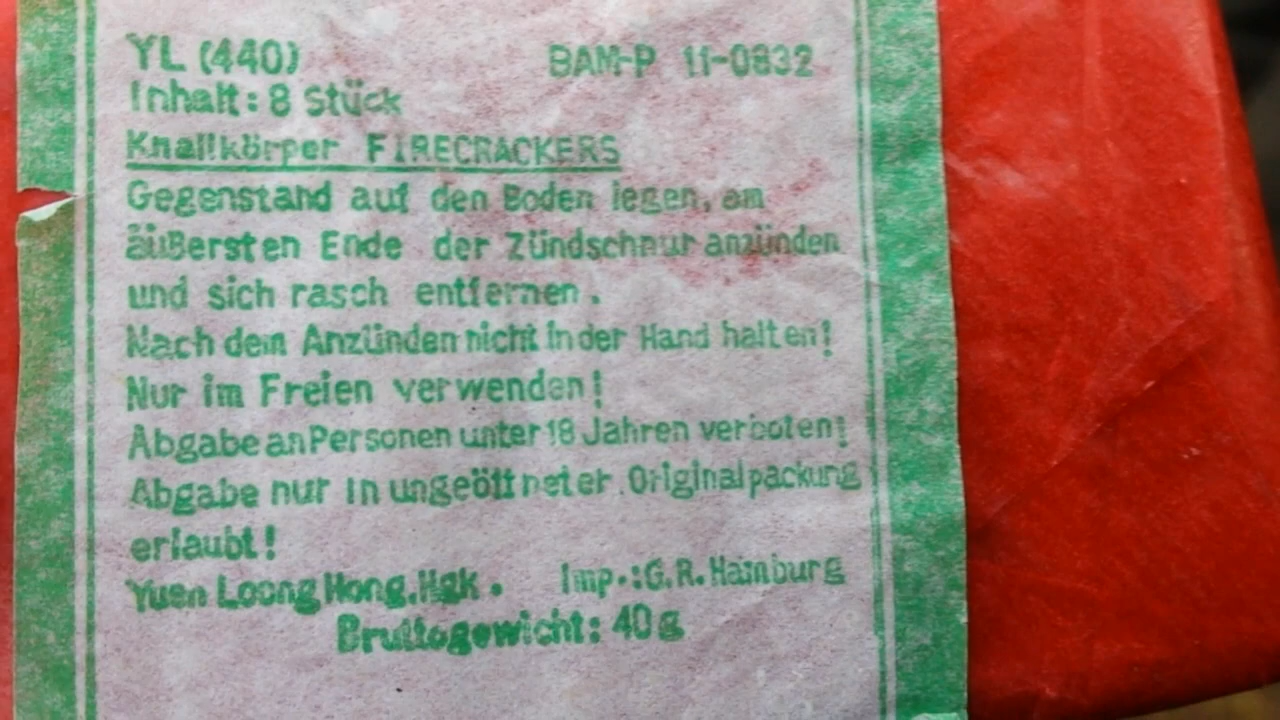 YL (440) BAM-P 11-0832
Inhalt: 8 Stück
Knallkörper FIRECRACKERS
Gegenstand auf den Boden legen, am
äußersten Ende der Zündschnur anzünden
und sich rasch entfernen.
Nach dem Anzünden nicht in der Hand halten!
Nur im Freien verwenden!
Abgabe an Personen unter 18 Jahren verboten!
Abgabe nur in ungeöffneter Originalpackung
erlaubt!
Yuen Loong Hong, Hgk. Imp.: G. R. Hamburg
Bruttogewicht: 40 g